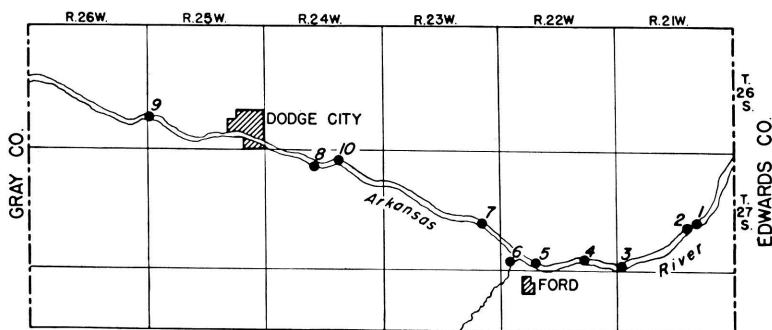 R.26W. R.25W. R.24W. R.23W. R.22W. R.21W.
T.
26
S.
9
DODGE CITY
8 10
GRAY CO.
EDWARDS CO.
Arkansas
7
T.
27
S.
2 1
6 5 4 3
River
FORD